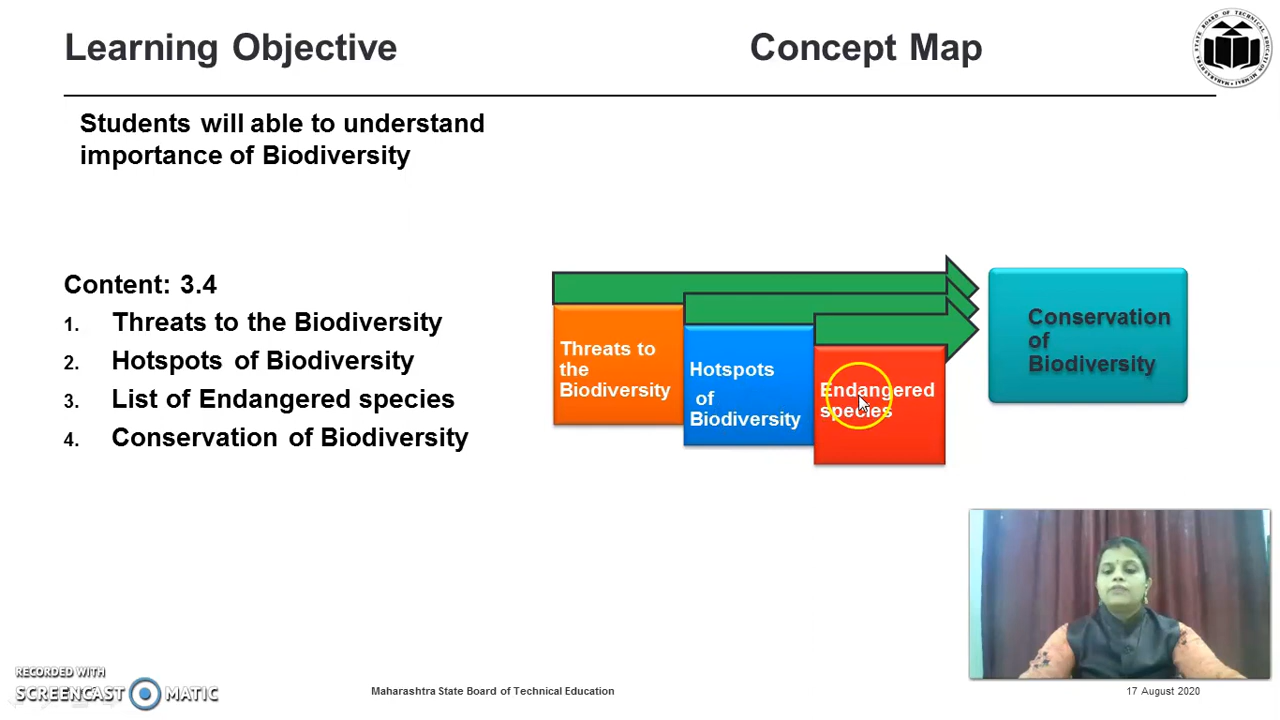 Learning Objective
Concept Map
Students will able to understand
importance of Biodiversity
Content: 3.4
1. Threats to the Biodiversity
2. Hotspots of Biodiversity
3. List of Endangered species
4. Conservation of Biodiversity
Threats to
the
Biodiversity
Hotspots
of
Biodiversity
Endangered
species
Conservation
of
Biodiversity
RECORDED WITH
SCREENCAST MATIC
Maharashtra State Board of Technical Education
17 August 2020